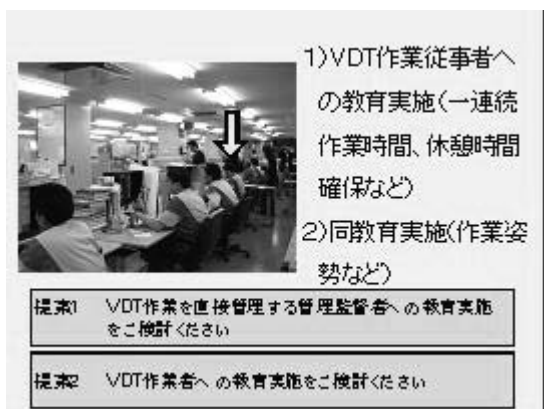 1)VDT作業従事者へ
の教育実施(一連続
作業時間、休憩時間
確保など)
2)同教育実施(作業姿
勢など)
提案1 VDT作業を直接管理する管理監督者への教育実施
をご検討ください
提案2 VDT作業者への教育実施をご検討ください